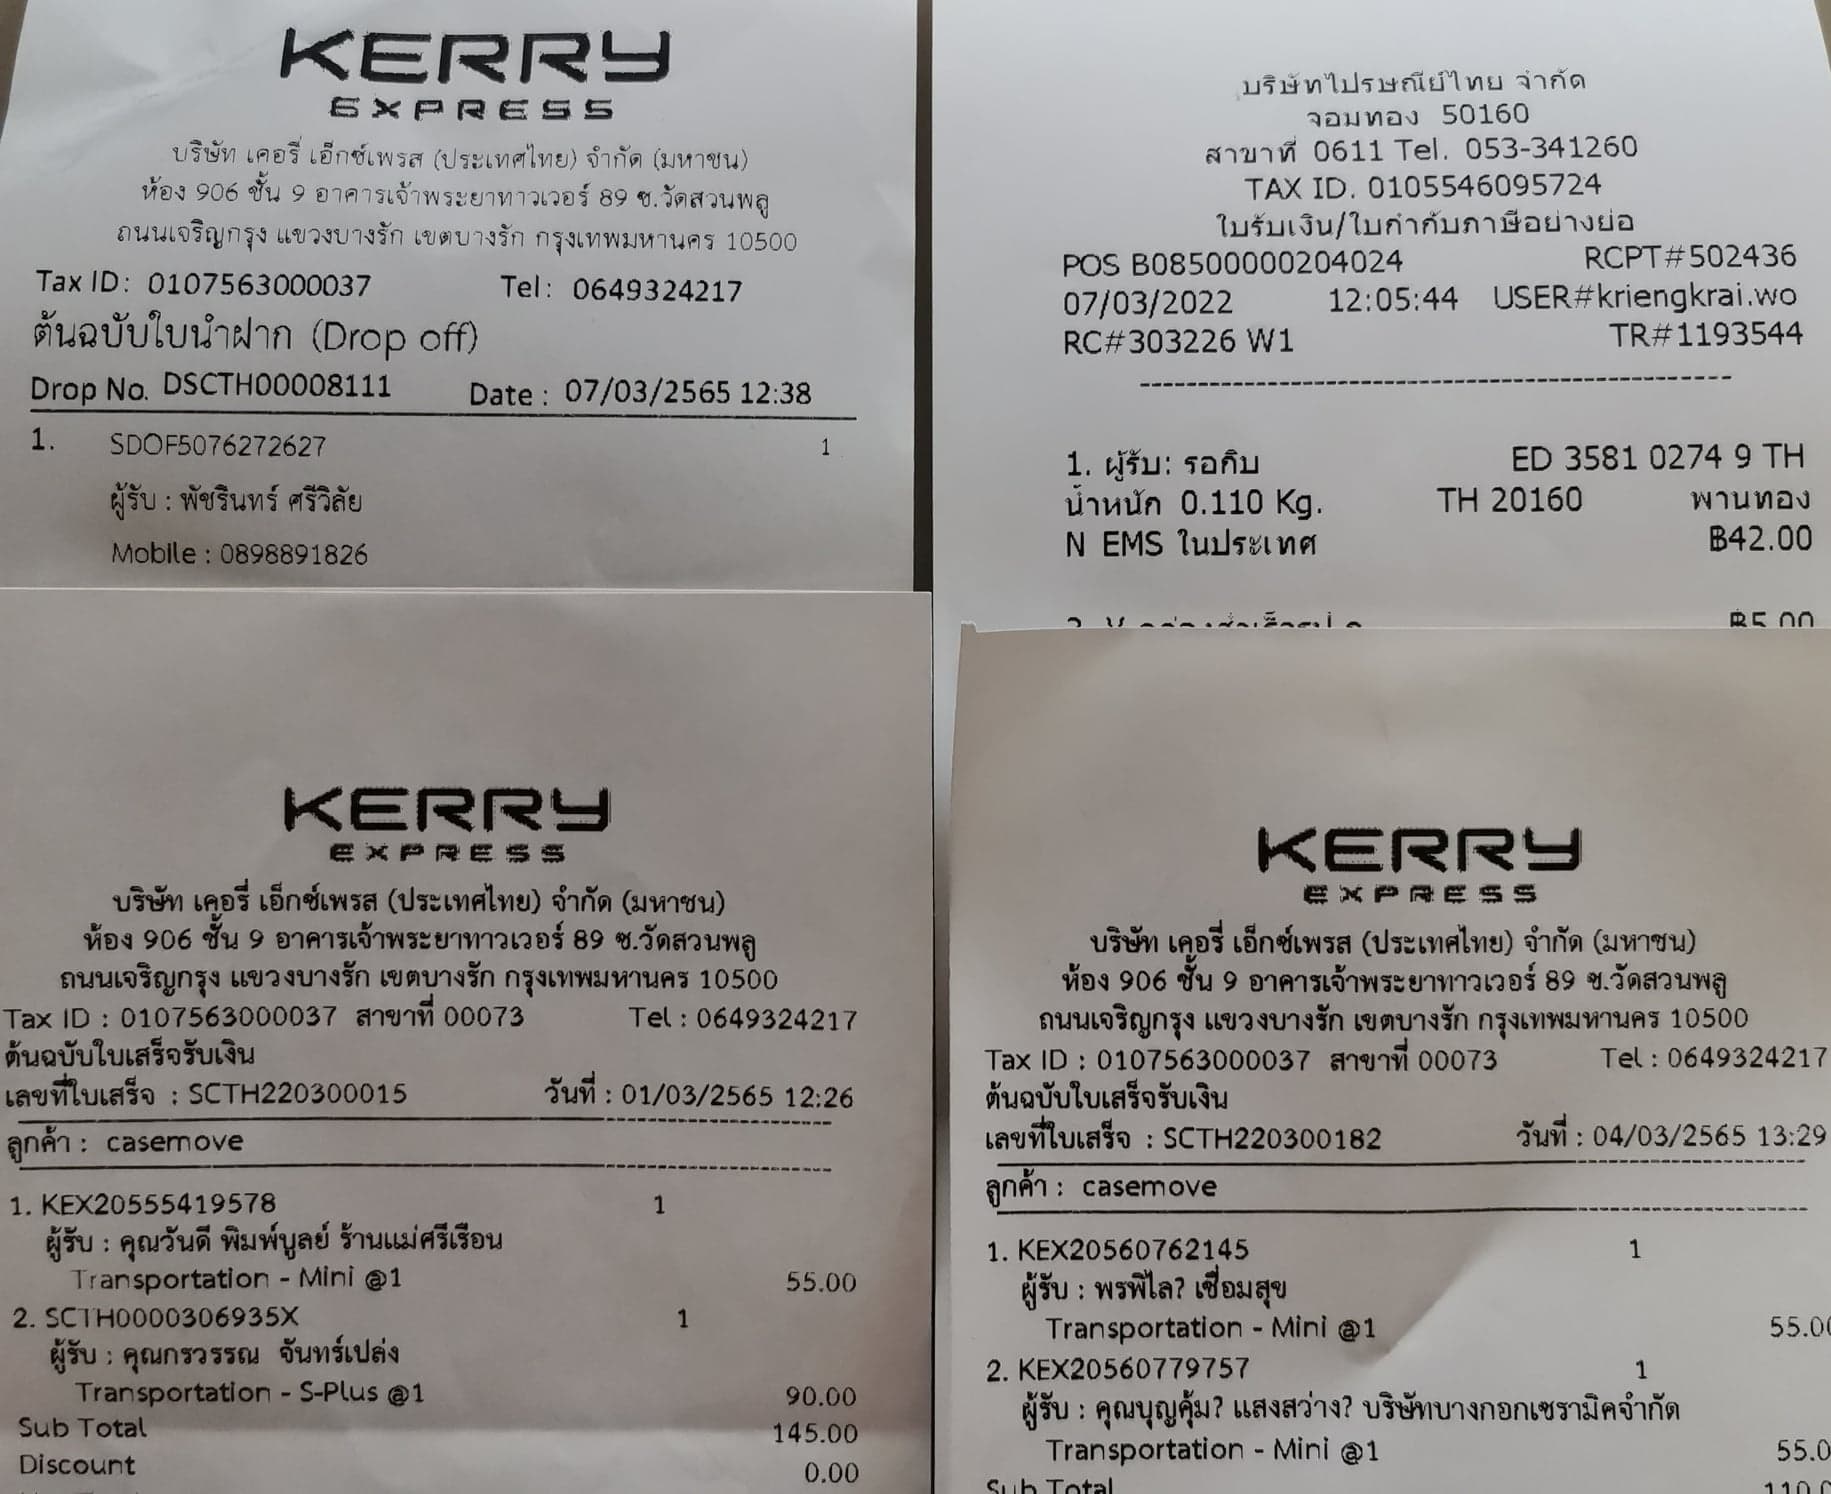 KERRY
EXPRESS
บริษัท เคอรี่ เอ็กซ์เพรส (ประเทศไทย) จำกัด (มหาชน)
ห้อง 906 ชั้น 9 อาคารเจ้าพระยาทาวเวอร์ 89 ซ.วัดสวนพลู
ถนนเจริญกรุง แขวงบางรัก เขตบางรัก กรุงเทพมหานคร 10500
Tax ID: 0107563000037 Tel: 0649324217
ต้นฉบับใบนำฝาก (Drop off)
Drop No. DSCTH00008111 Date : 07/03/2565 12:38
1. SDOF5076272627 1
ผู้รับ : พัชรินทร์ ศรีวิลัย
Mobile : 0898891826
บริษัทไปรษณีย์ไทย จำกัด
จอมทอง 50160
สาขาที่ 0611 Tel. 053-341260
TAX ID. 0105546095724
ใบรับเงิน/ใบกำกับภาษีอย่างย่อ
POS B08500000204024 RCPT#502436
07/03/2022 12:05:44 USER#kriengkrai.wo
RC#303226 W1 TR#1193544
1. ผู้รับ: รอกิบ ED 3581 0274 9 TH
น้ำหนัก 0.110 Kg. TH 20160 พานทอง
N EMS ในประเทศ ฿42.00
฿5.00
KERRY
EXPRESS
บริษัท เคอรี่ เอ็กซ์เพรส (ประเทศไทย) จำกัด (มหาชน)
ห้อง 906 ชั้น 9 อาคารเจ้าพระยาทาวเวอร์ 89 ซ.วัดสวนพลู
ถนนเจริญกรุง แขวงบางรัก เขตบางรัก กรุงเทพมหานคร 10500
Tax ID : 0107563000037 สาขาที่ 00073 Tel : 0649324217
ต้นฉบับใบเสร็จรับเงิน
เลขที่ใบเสร็จ : SCTH220300015 วันที่ : 01/03/2565 12:26
ลูกค้า : casemove
1. KEX20555419578 1
ผู้รับ : คุณวันดี พิมพ์บูลย์ ร้านแม่ศรีเรือน
Transportation - Mini @1 55.00
2. SCTH0000306935X 1
ผู้รับ : คุณกรวรรณ จันทร์เปล่ง
Transportation - S-Plus @1 90.00
Sub Total 145.00
Discount 0.00
KERRY
EXPRESS
บริษัท เคอรี่ เอ็กซ์เพรส (ประเทศไทย) จำกัด (มหาชน)
ห้อง 906 ชั้น 9 อาคารเจ้าพระยาทาวเวอร์ 89 ซ.วัดสวนพลู
ถนนเจริญกรุง แขวงบางรัก เขตบางรัก กรุงเทพมหานคร 10500
Tax ID : 0107563000037 สาขาที่ 00073 Tel : 0649324217
ต้นฉบับใบเสร็จรับเงิน
เลขที่ใบเสร็จ : SCTH220300182 วันที่ : 04/03/2565 13:29
ลูกค้า : casemove
1. KEX20560762145 1
ผู้รับ : พรพิไล? เชื่อมสุข
Transportation - Mini @1 55.00
2. KEX20560779757 1
ผู้รับ : คุณบุญคุ้ม? แสงสว่าง? บริษัทบางกอกเซรามิคจำกัด
Transportation - Mini @1 55.0
Sub Total 110.0